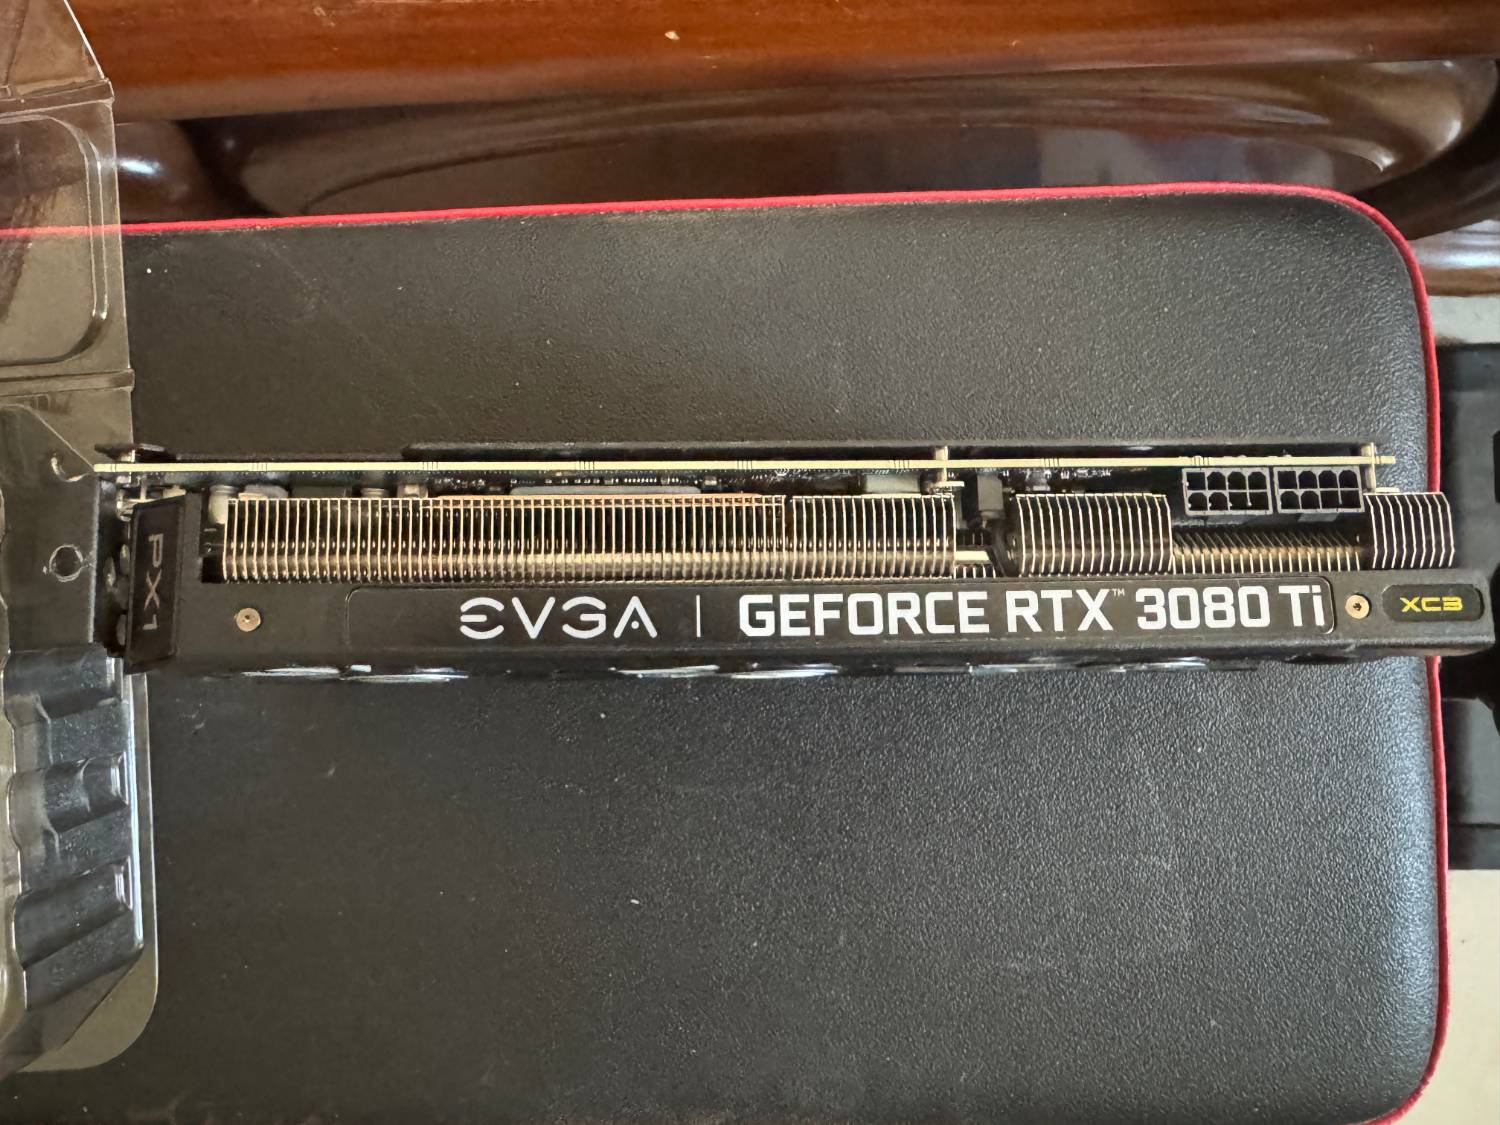 EVGA | GEFORCE RTX™ 3080 Ti
XC3
PX1